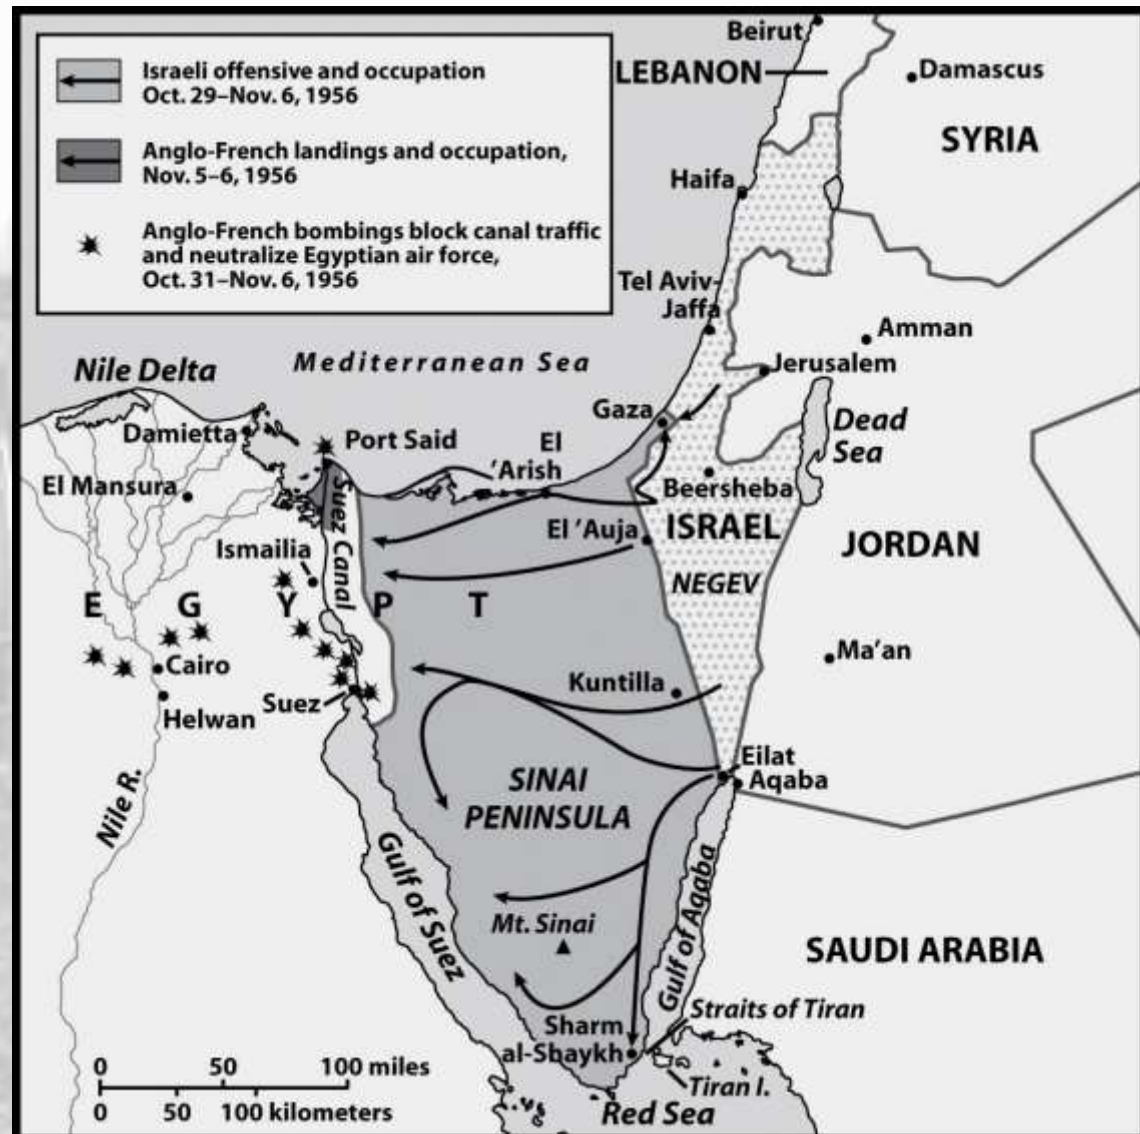 Israeli offensive and occupation
Oct. 29–Nov. 6, 1956
Anglo-French landings and occupation,
Nov. 5–6, 1956
Anglo-French bombings block canal traffic
and neutralize Egyptian air force,
Oct. 31–Nov. 6, 1956
Beirut
LEBANON
Damascus
SYRIA
Haifa
Tel Aviv-
Jaffa
Amman
Jerusalem
Mediterranean Sea
Nile Delta
Gaza
Dead
Sea
Damietta
Port Said
El
'Arish
El Mansura
Suez Canal
Beersheba
El 'Auja
ISRAEL
JORDAN
Ismailia
NEGEV
E G Y P T
Ma'an
Cairo
Kuntilla
Suez
Helwan
Eilat
Aqaba
SINAI
PENINSULA
Nile R.
Gulf of Suez
Gulf of Aqaba
Mt. Sinai
SAUDI ARABIA
Straits of Tiran
Sharm
al-Shaykh
Tiran I.
Red Sea
0 50 100 miles
0 50 100 kilometers